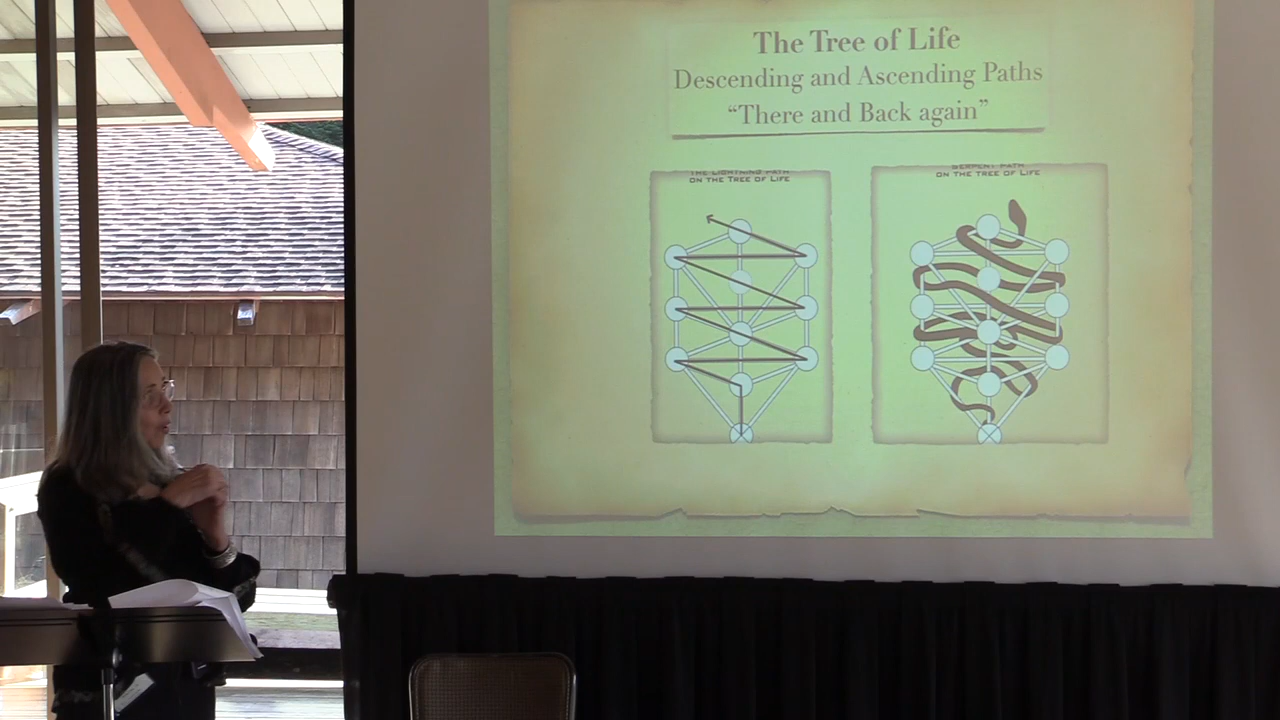 The Tree of Life
Descending and Ascending Paths
“There and Back again”
THE LIGHTNING PATH
ON THE TREE OF LIFE
SERPENT PATH
ON THE TREE OF LIFE